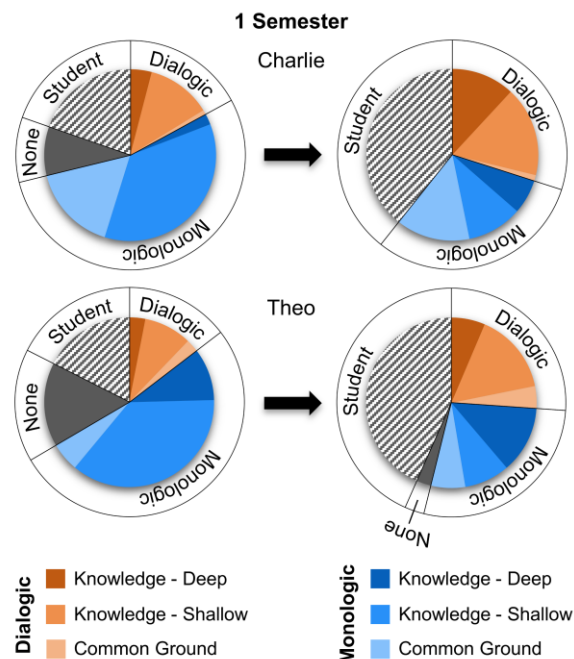 1 Semester
Charlie
Student
Dialogic
None
Monologic
Student
Dialogic
Monologic
Theo
Student
Dialogic
None
Monologic
Student
Dialogic
Monologic
None
Dialogic
Knowledge - Deep
Knowledge - Shallow
Common Ground
Monologic
Knowledge - Deep
Knowledge - Shallow
Common Ground